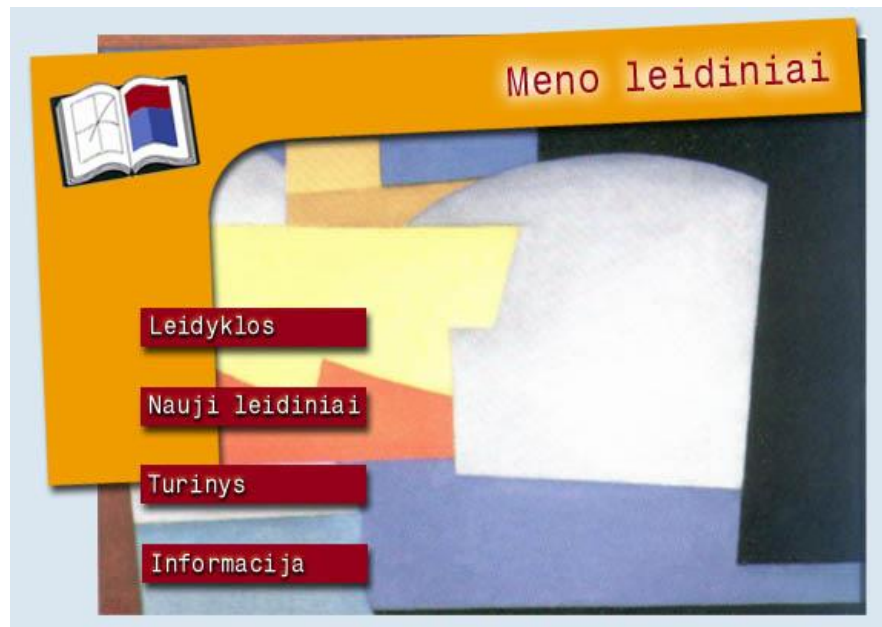 Meno leidiniai
Leidyklos
Nauji leidiniai
Turinys
Informacija